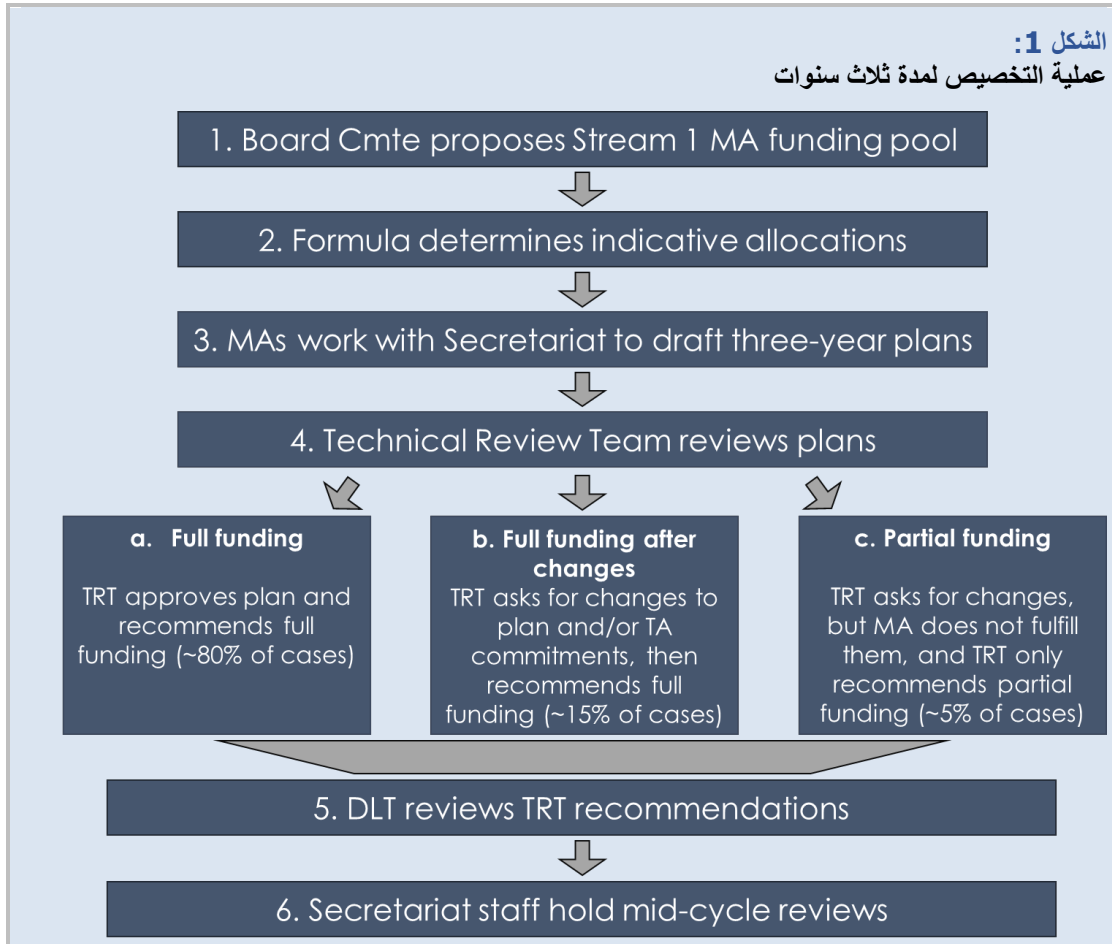 الشكل 1:
عملية التخصيص لمدة ثلاث سنوات
1. Board Cmte proposes Stream 1 MA funding pool
2. Formula determines indicative allocations
3. MAs work with Secretariat to draft three-year plans
4. Technical Review Team reviews plans
a. Full funding
TRT approves plan and
recommends full
funding (~80% of cases)
b. Full funding after
changes
TRT asks for changes to
plan and/or TA
commitments, then
recommends full
funding (~15% of cases)
c. Partial funding
TRT asks for changes,
but MA does not fulfill
them, and TRT only
recommends partial
funding (~5% of cases)
5. DLT reviews TRT recommendations
6. Secretariat staff hold mid-cycle reviews